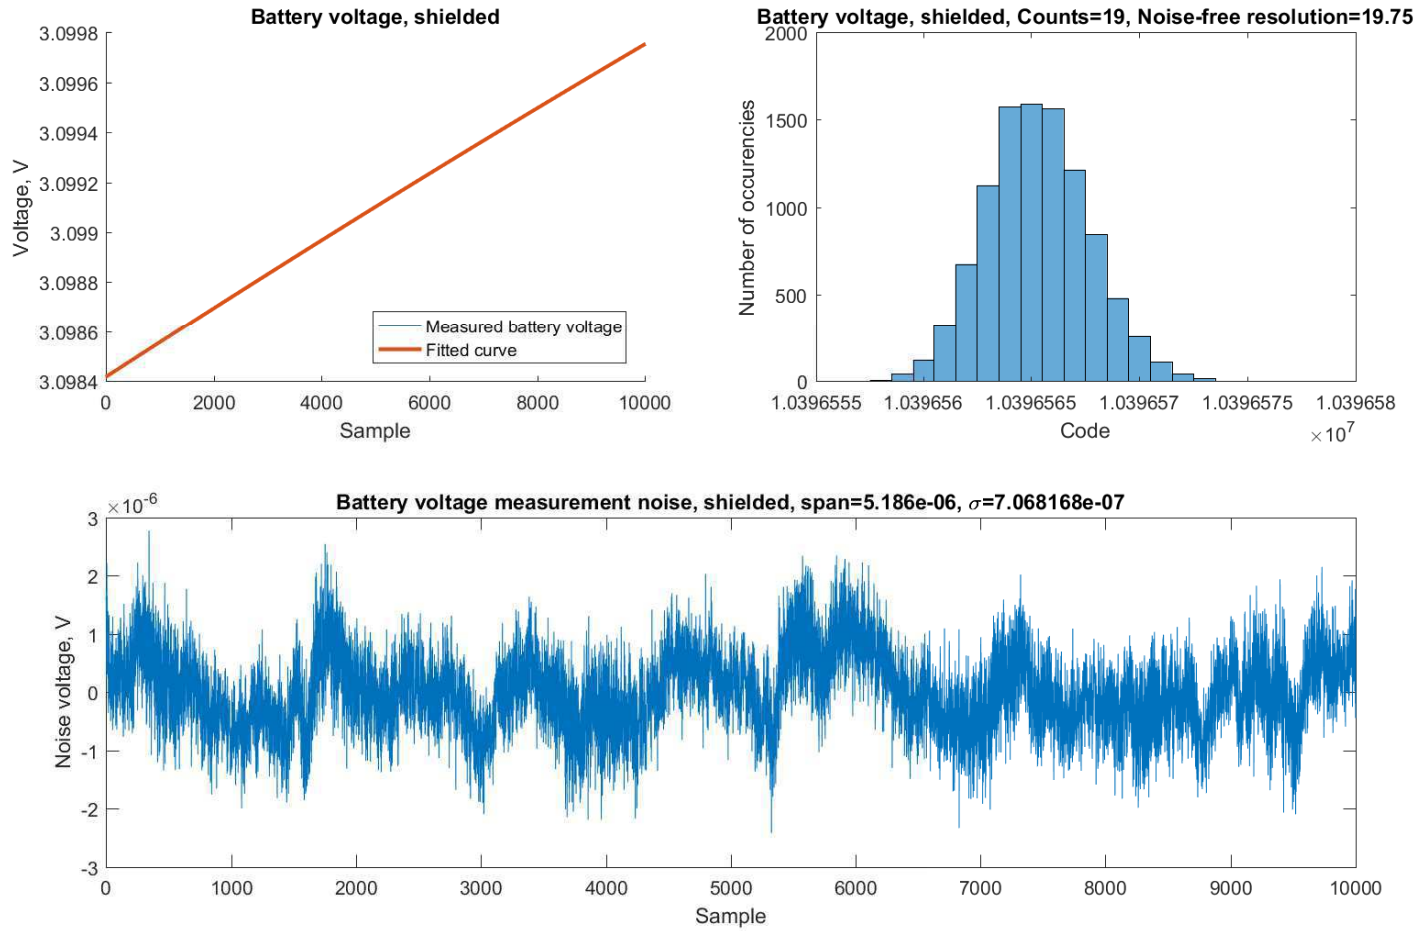 Battery voltage, shielded
3.0998
3.0996
3.0994
3.0992
3.099
3.0988
3.0986
3.0984
Voltage, V
0 2000 4000 6000 8000 10000
Sample
Measured battery voltage
Fitted curve
Battery voltage, shielded, Counts=19, Noise-free resolution=19.75
2000
1500
1000
500
0
Number of occurencies
1.0396555 1.039656 1.0396565 1.039657 1.0396575 1.039658
Code
×10^7
Battery voltage measurement noise, shielded, span=5.186e-06, σ=7.068168e-07
×10^-6
3
2
1
0
-1
-2
-3
Noise voltage, V
0 1000 2000 3000 4000 5000 6000 7000 8000 9000 10000
Sample